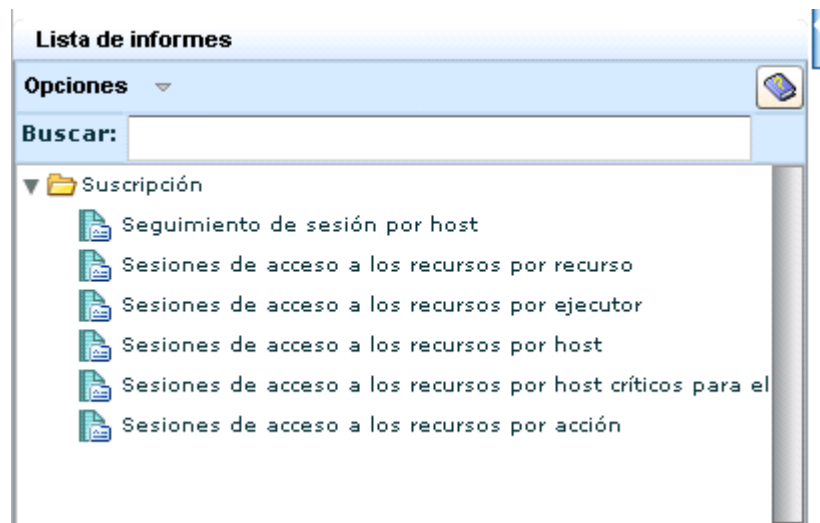 Lista de informes
Opciones
Buscar:
Suscripción
Seguimiento de sesión por host
Sesiones de acceso a los recursos por recurso
Sesiones de acceso a los recursos por ejecutor
Sesiones de acceso a los recursos por host
Sesiones de acceso a los recursos por host críticos para el
Sesiones de acceso a los recursos por acción